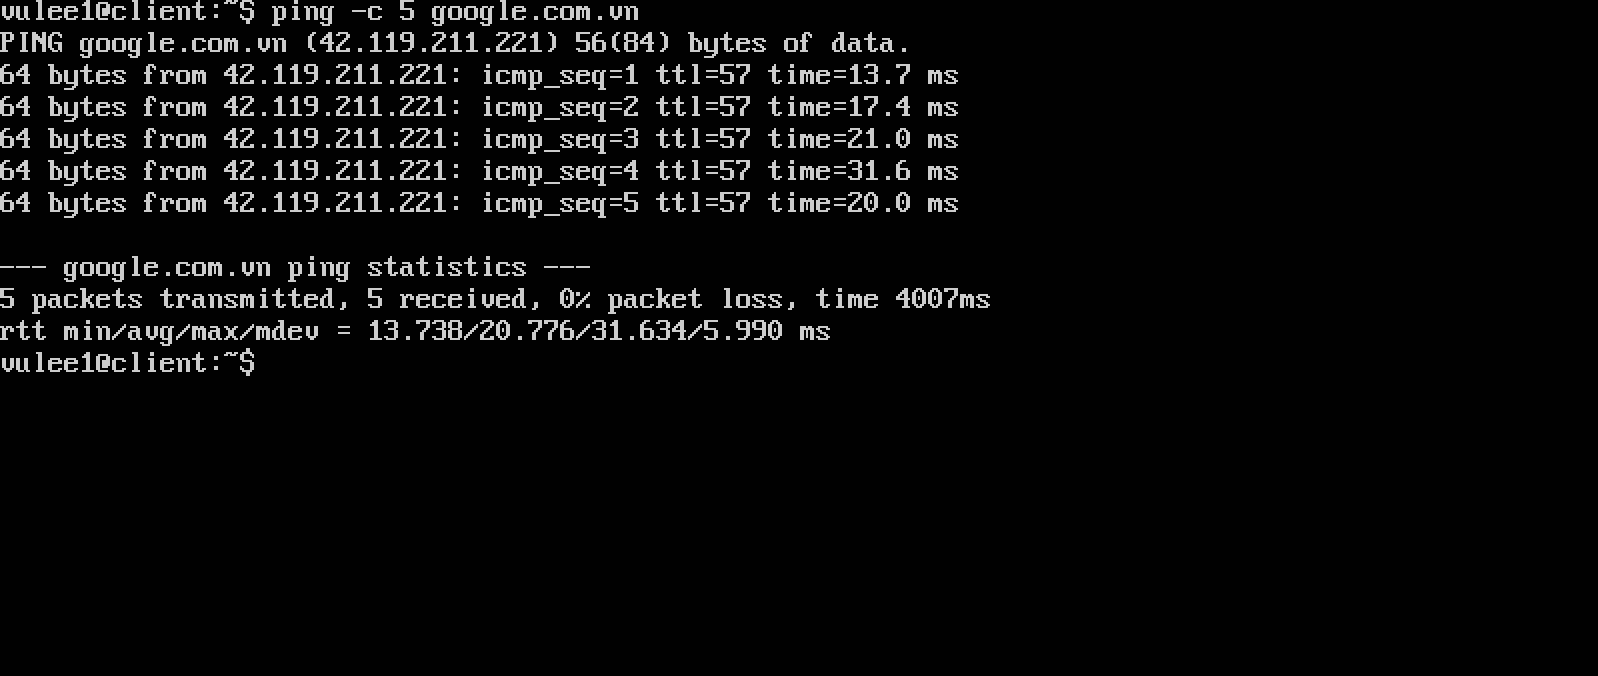 vulee1@client:~$ ping -c 5 google.com.vn
PING google.com.vn (42.119.211.221) 56(84) bytes of data.
64 bytes from 42.119.211.221: icmp_seq=1 ttl=57 time=13.7 ms
64 bytes from 42.119.211.221: icmp_seq=2 ttl=57 time=17.4 ms
64 bytes from 42.119.211.221: icmp_seq=3 ttl=57 time=21.0 ms
64 bytes from 42.119.211.221: icmp_seq=4 ttl=57 time=31.6 ms
64 bytes from 42.119.211.221: icmp_seq=5 ttl=57 time=20.0 ms
--- google.com.vn ping statistics ---
5 packets transmitted, 5 received, 0% packet loss, time 4007ms
rtt min/avg/max/mdev = 13.738/20.776/31.634/5.990 ms
vulee1@client:~$